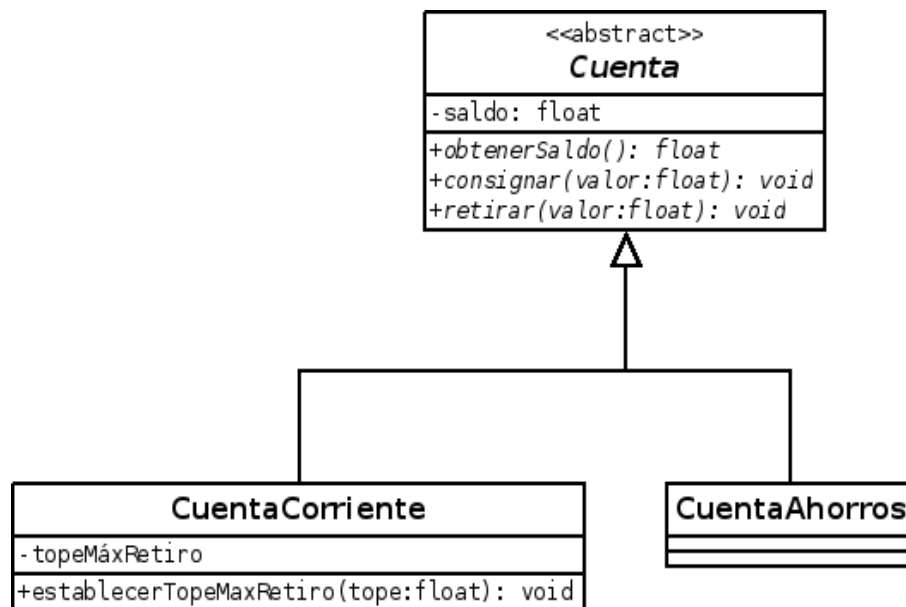 <<abstract>>
Cuenta
-saldo: float
+obtenerSaldo(): float
+consignar(valor:float): void
+retirar(valor:float): void
CuentaCorriente
-topeMáxRetiro
+establecerTopeMaxRetiro(tope:float): void
CuentaAhorros